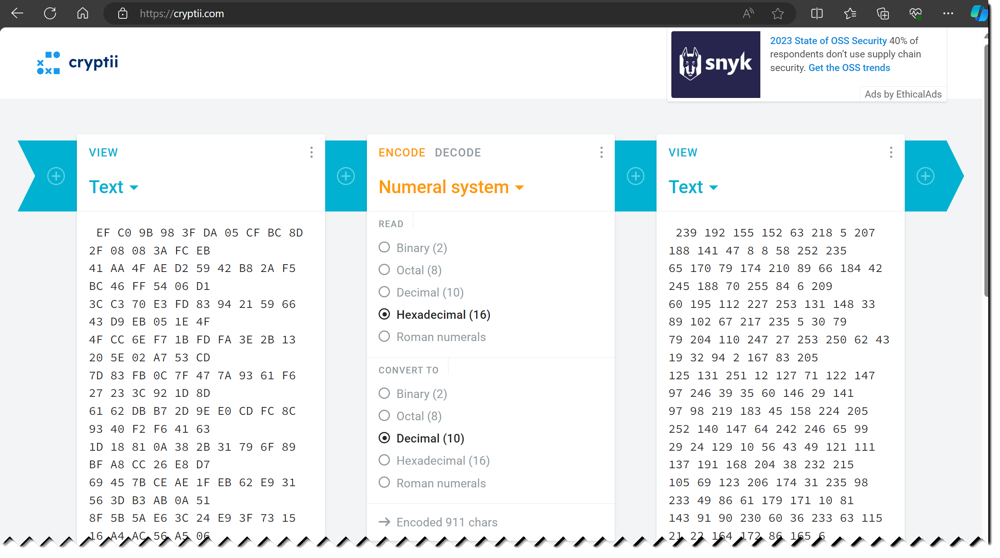 https://cryptii.com
cryptii
snyk
2023 State of OSS Security 40% of
respondents don’t use supply chain
security. Get the OSS trends
Ads by EthicalAds
VIEW
Text
EF C0 9B 98 3F DA 05 CF BC 8D
2F 08 08 3A FC EB
41 AA 4F AE D2 59 42 B8 2A F5
BC 46 FF 54 06 D1
3C C3 70 E3 FD 83 94 21 59 66
43 D9 EB 05 1E 4F
4F CC 6E F7 1B FD FA 3E 2B 13
20 5E 02 A7 53 CD
7D 83 FB 0C 7F 47 7A 93 61 F6
27 23 3C 92 1D 8D
61 62 DB B7 2D 9E E0 CD FC 8C
93 40 F2 F6 41 63
1D 18 81 0A 38 2B 31 79 6F 89
BF A8 CC 26 E8 D7
69 45 7B CE AE 1F EB 62 E9 31
56 3D B3 AB 0A 51
8F 5B 5A E6 3C 24 E9 3F 73 15
16 A4 AC 56 A5 06
ENCODE DECODE
Numeral system
READ
Binary (2)
Octal (8)
Decimal (10)
Hexadecimal (16)
Roman numerals
CONVERT TO
Binary (2)
Octal (8)
Decimal (10)
Hexadecimal (16)
Roman numerals
→ Encoded 911 chars
VIEW
Text
239 192 155 152 63 218 5 207
188 141 47 8 8 58 252 235
65 170 79 174 210 89 66 184 42
245 188 70 255 84 6 209
60 195 112 227 253 131 148 33
89 102 67 217 235 5 30 79
79 204 110 247 27 253 250 62 43
19 32 94 2 167 83 205
125 131 251 12 127 71 122 147
97 246 39 35 60 146 29 141
97 98 219 183 45 158 224 205
252 140 147 64 242 246 65 99
29 24 129 10 56 43 49 121 111
137 191 168 204 38 232 215
105 69 123 206 174 31 235 98
233 49 86 61 179 171 10 81
143 91 90 230 60 36 233 63 115
21 22 164 172 86 165 6